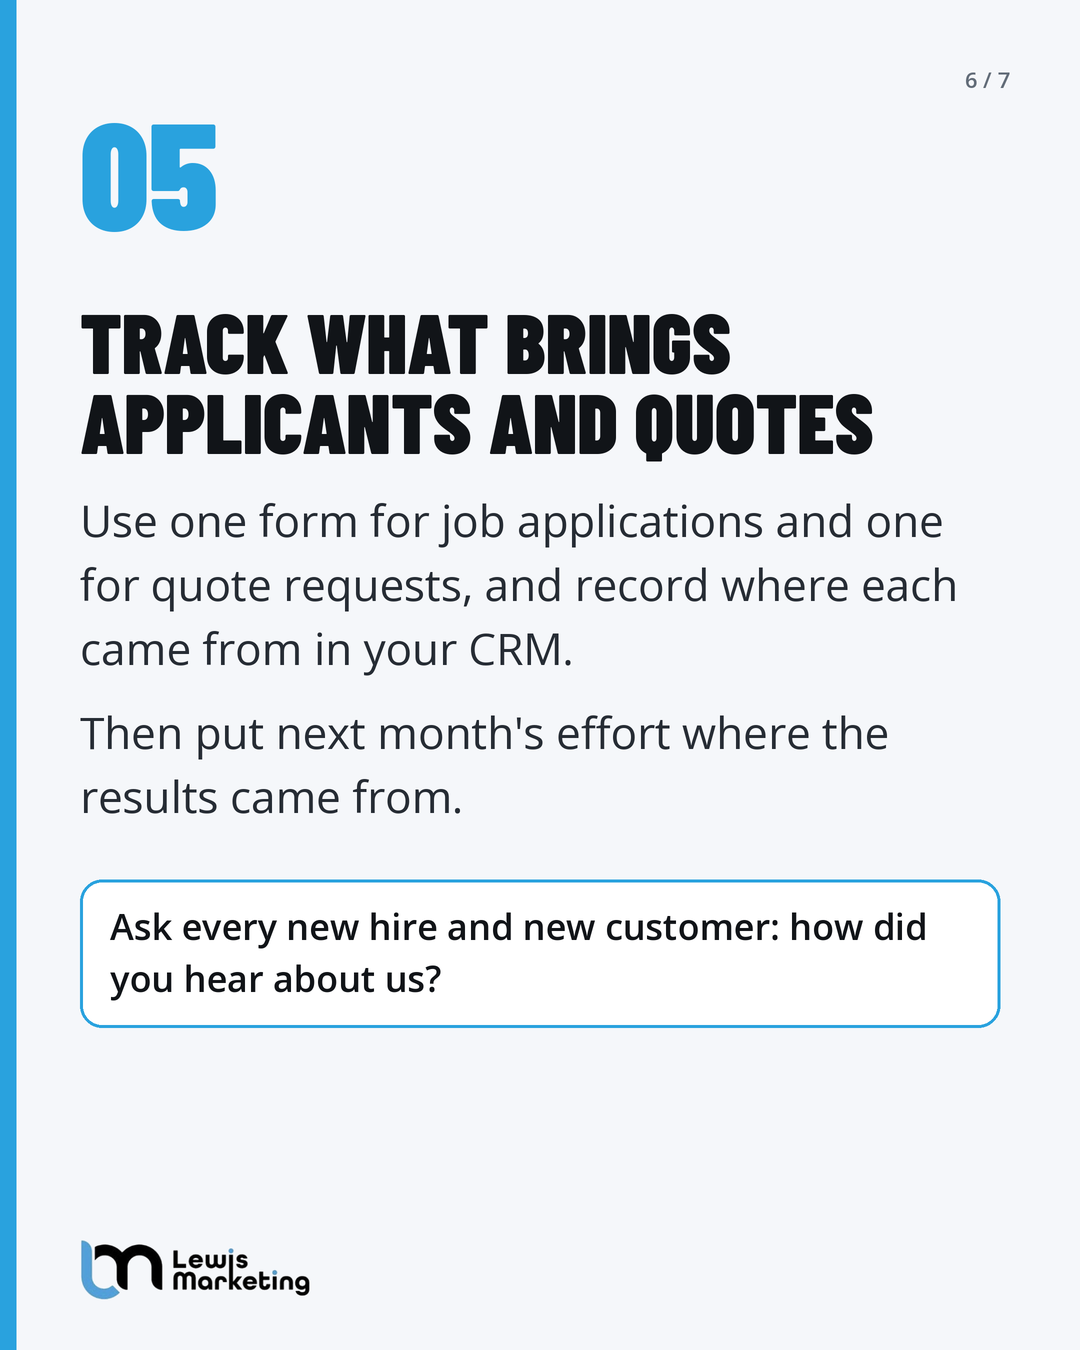 6 / 7
05
TRACK WHAT BRINGS
APPLICANTS AND QUOTES
Use one form for job applications and one
for quote requests, and record where each
came from in your CRM.
Then put next month's effort where the
results came from.
Ask every new hire and new customer: how did
you hear about us?
Lewis
Marketing